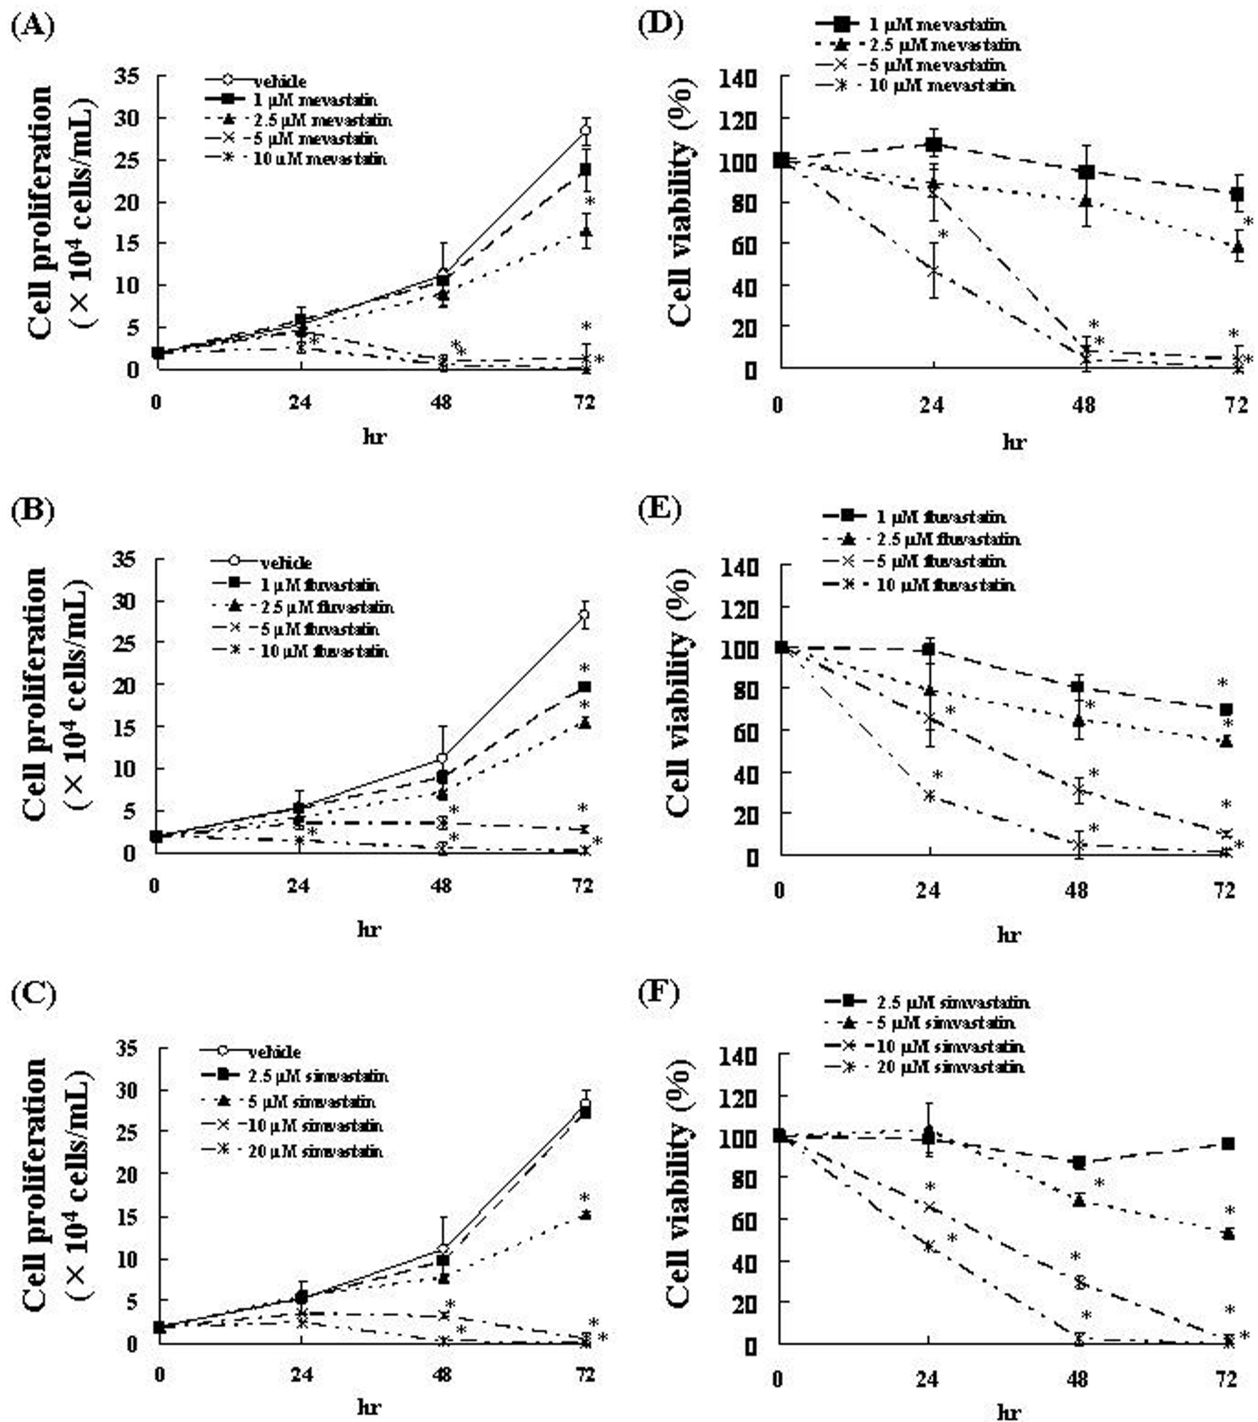 (A)
Cell proliferation
(× 10⁴ cells/mL)
35
30
25
20
15
10
5
0
vehicle
1 µM mevastatin
2.5 µM mevastatin
5 µM mevastatin
10 µM mevastatin
*
*
*
*
*
*
0 24 48 72
hr
(D)
Cell viability (%)
1 µM mevastatin
2.5 µM mevastatin
5 µM mevastatin
10 µM mevastatin
140
120
100
80
60
40
20
0
*
*
*
*
*
*
0 24 48 72
hr
(B)
Cell proliferation
(× 10⁴ cells/mL)
35
30
25
20
15
10
5
0
vehicle
1 µM fluvastatin
2.5 µM fluvastatin
5 µM fluvastatin
10 µM fluvastatin
*
*
*
*
*
*
*
0 24 48 72
hr
(E)
Cell viability (%)
1 µM fluvastatin
2.5 µM fluvastatin
5 µM fluvastatin
10 µM fluvastatin
140
120
100
80
60
40
20
0
*
*
*
*
*
*
*
*
*
0 24 48 72
hr
(C)
Cell proliferation
(× 10⁴ cells/mL)
35
30
25
20
15
10
5
0
vehicle
2.5 µM simvastatin
5 µM simvastatin
10 µM simvastatin
20 µM simvastatin
*
*
*
*
*
0 24 48 72
hr
(F)
Cell viability (%)
2.5 µM simvastatin
5 µM simvastatin
10 µM simvastatin
20 µM simvastatin
140
120
100
80
60
40
20
0
*
*
*
*
*
*
*
*
0 24 48 72
hr